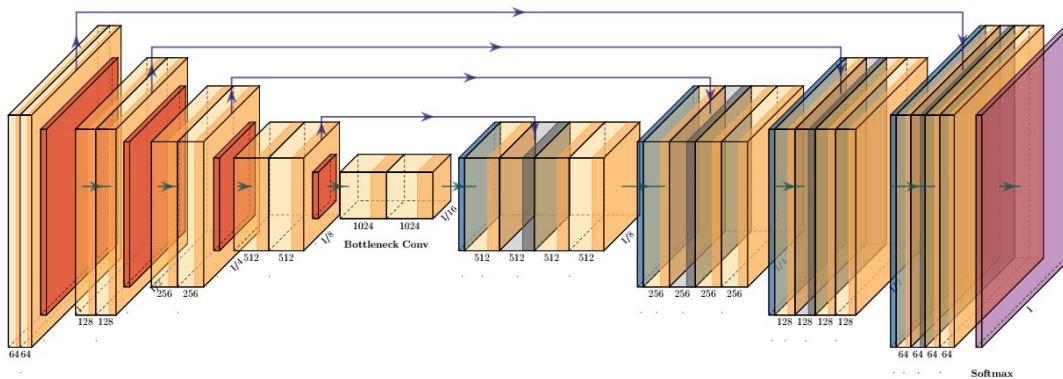 64 64
128 128
1/2
256 256
1/4
512 512
1/8
1024 1024
1/16
Bottleneck Conv
512 512 512 512
1/8
256 256 256 256
1/4
128 128 128 128
1/2
64 64 64 64
1
Softmax